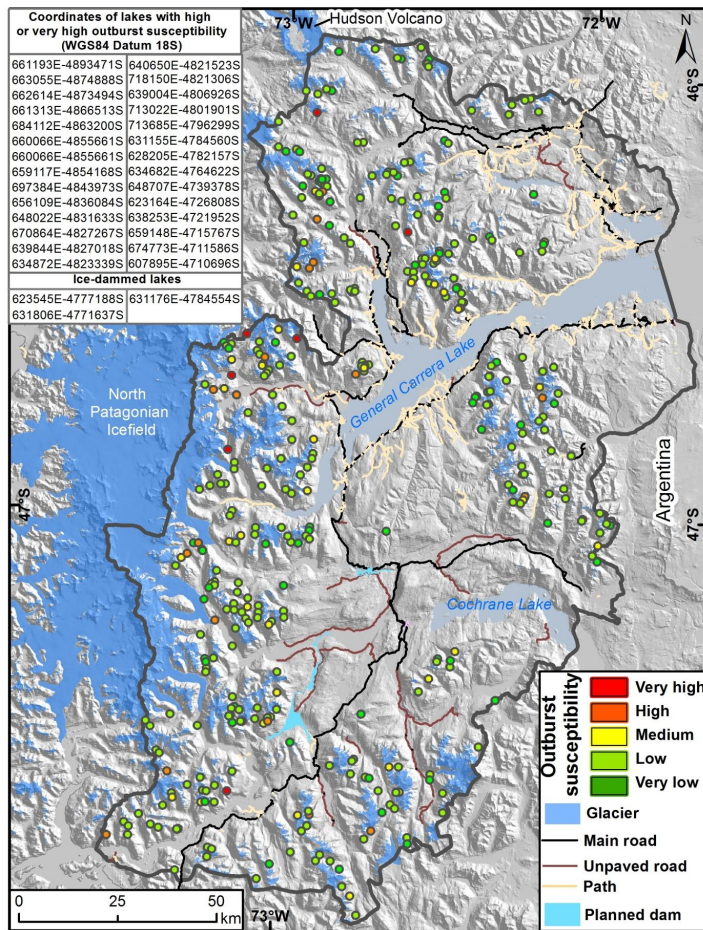 Coordinates of lakes with high
or very high outburst susceptibility
(WGS84 Datum 18S)
661193E-4893471S 640650E-4821523S
663055E-4874888S 718150E-4821306S
662614E-4873494S 639004E-4806926S
661313E-4866513S 713022E-4801901S
684112E-4863200S 713685E-4796299S
660066E-4855661S 631155E-4784560S
660066E-4855661S 628205E-4782157S
659117E-4854168S 634682E-4764622S
697384E-4843973S 648707E-4739378S
656109E-4836084S 623164E-4726808S
648022E-4831633S 638253E-4721952S
670864E-4827267S 659148E-4715767S
639844E-4827018S 674773E-4711586S
634872E-4823339S 607895E-4710696S
Ice-dammed lakes
623545E-4777188S 631176E-4784554S
631806E-4771637S
73°W
Hudson Volcano
72°W
N
46°S
General Carrera Lake
North
Patagonian
Icefield
Argentina
47°S
47°S
Cochrane Lake
Outburst
susceptibility
Very high
High
Medium
Low
Very low
Glacier
Main road
Unpaved road
Path
Planned dam
0 25 50
km
73°W